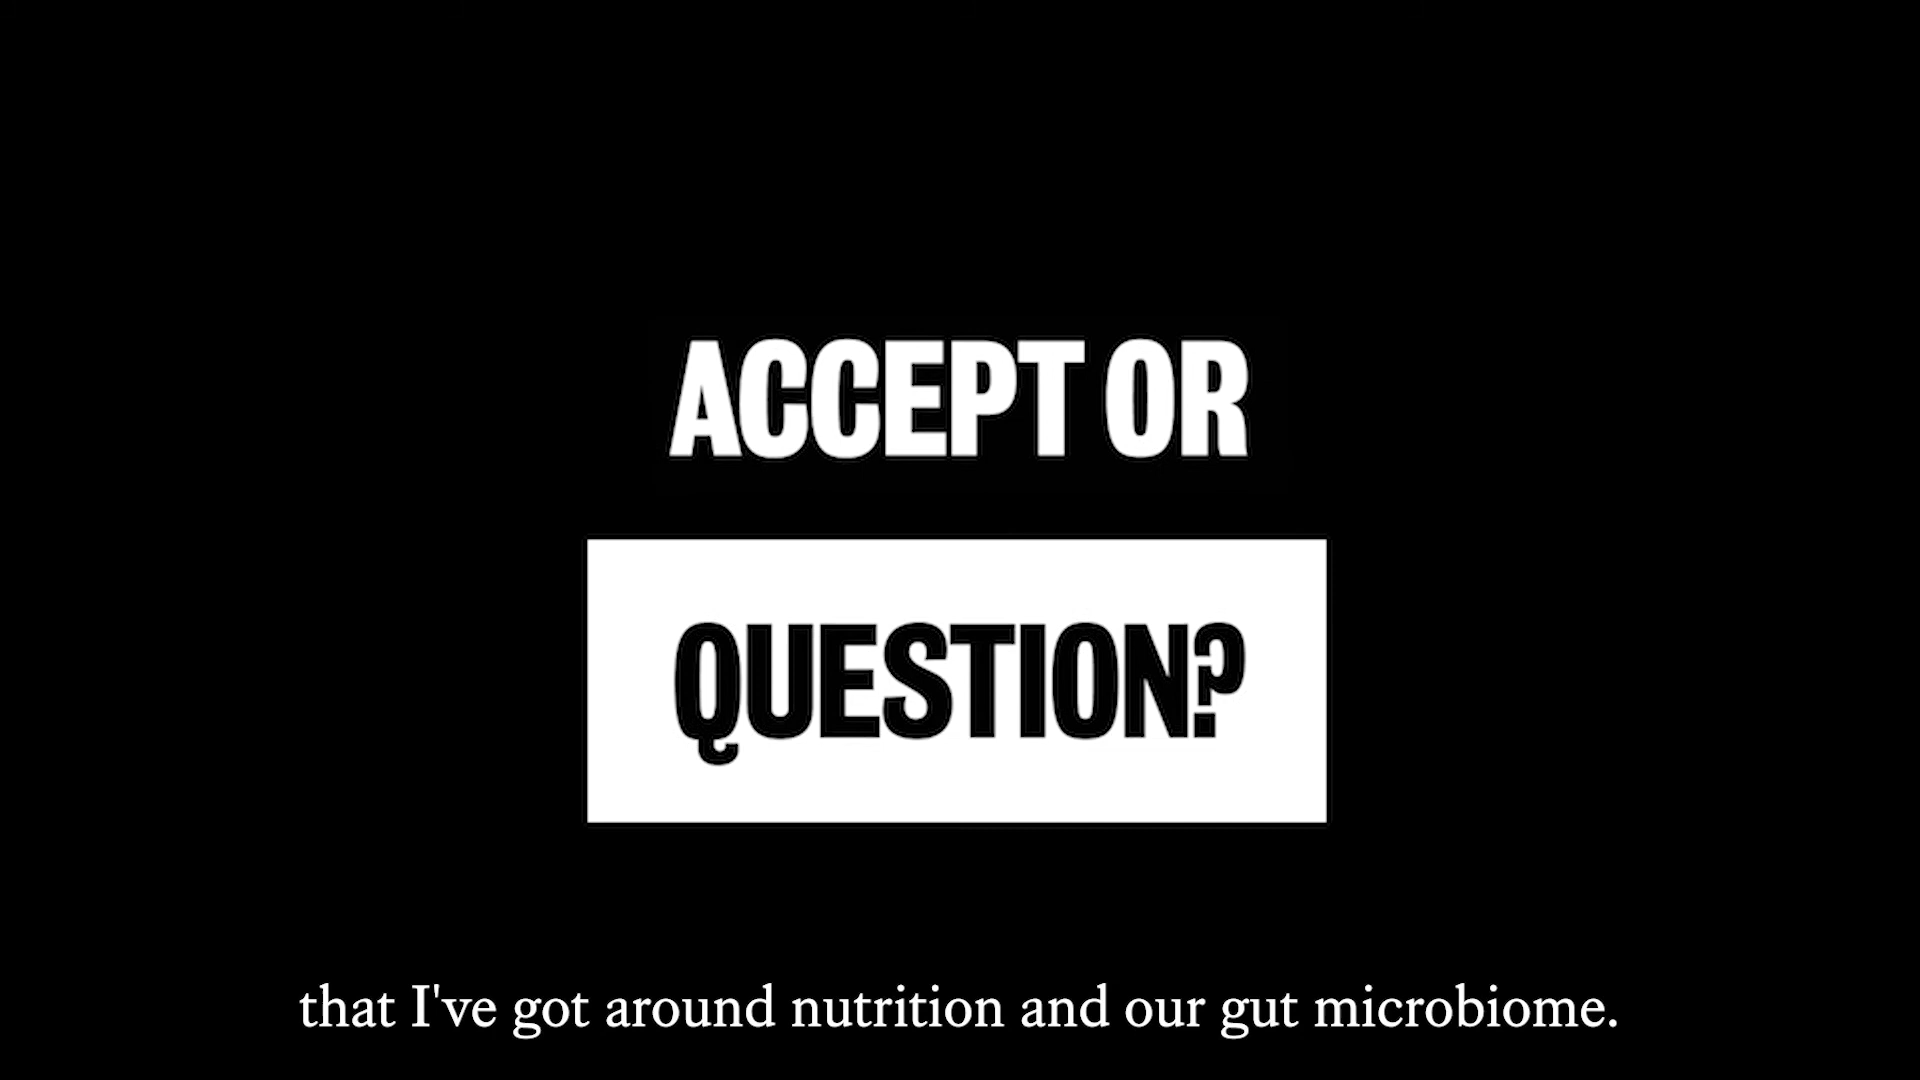 ACCEPT OR
QUESTION?
that I've got around nutrition and our gut microbiome.